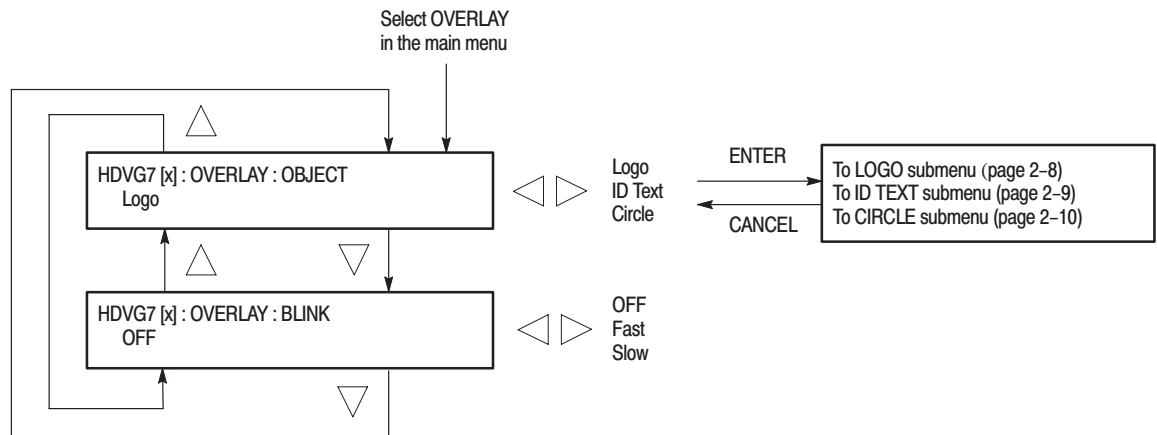 Select OVERLAY
in the main menu
HDVG7 [x] : OVERLAY : OBJECT
Logo
Logo
ID Text
Circle
ENTER
CANCEL
To LOGO submenu (page 2–8)
To ID TEXT submenu (page 2–9)
To CIRCLE submenu (page 2–10)
HDVG7 [x] : OVERLAY : BLINK
OFF
OFF
Fast
Slow